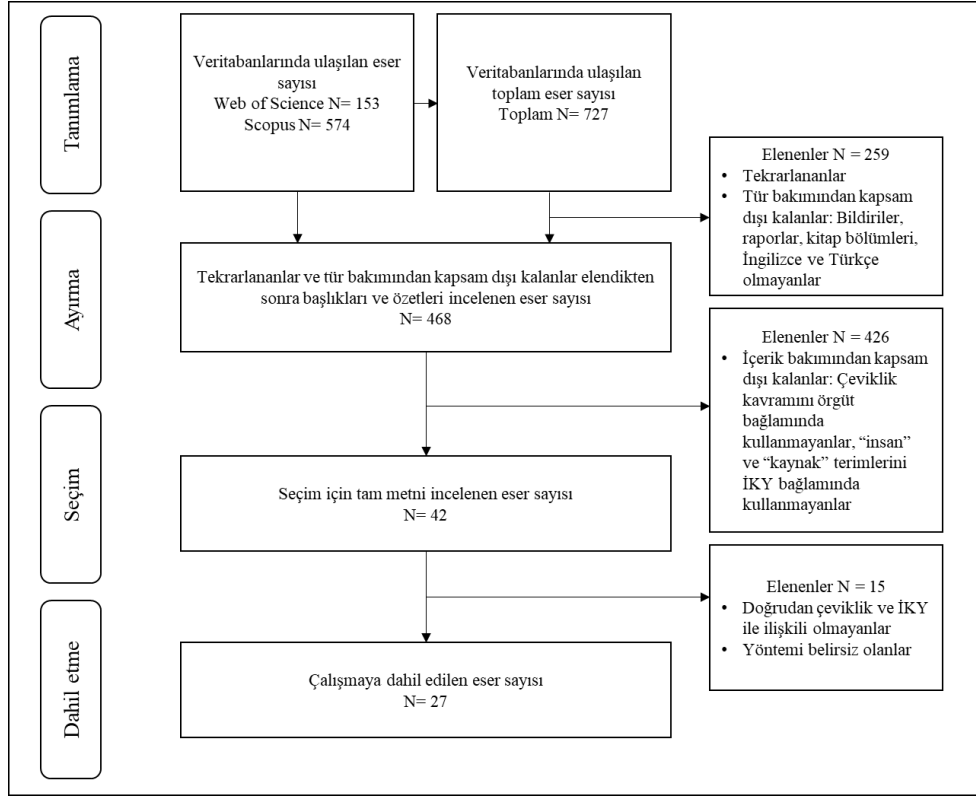 Tanımlama
Veritabanlarında ulaşılan eser
sayısı
Web of Science N= 153
Scopus N= 574
Veritabanlarında ulaşılan
toplam eser sayısı
Toplam N= 727
Elenenler N = 259
• Tekrarlananlar
• Tür bakımından kapsam
dışı kalanlar: Bildiriler,
raporlar, kitap bölümleri,
İngilizce ve Türkçe
olmayanlar
Ayırma
Tekrarlananlar ve tür bakımından kapsam dışı kalanlar elendikten
sonra başlıkları ve özetleri incelenen eser sayısı
N= 468
Elenenler N = 426
• İçerik bakımından kapsam
dışı kalanlar: Çeviklik
kavramını örgüt
bağlamında
kullanmayanlar, “insan”
ve “kaynak” terimlerini
İKY bağlamında
kullanmayanlar
Seçim
Seçim için tam metni incelenen eser sayısı
N= 42
Elenenler N = 15
• Doğrudan çeviklik ve İKY
ile ilişkili olmayanlar
• Yöntemi belirsiz olanlar
Dahil etme
Çalışmaya dahil edilen eser sayısı
N= 27